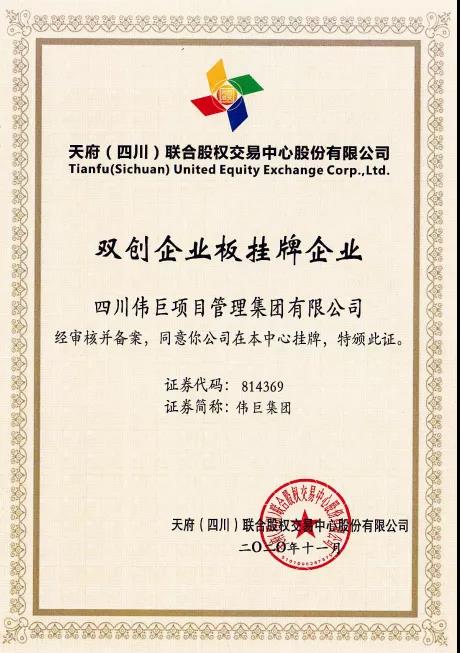 天府（四川）联合股权交易中心股份有限公司
Tianfu(Sichuan) United Equity Exchange Corp.,Ltd.
双创企业板挂牌企业
四川伟巨项目管理集团有限公司
经审核并备案，同意你公司在本中心挂牌，特颁此证。
证券代码： 814369
证券简称：伟巨集团
天府（四川）联合股权交易中心股份有限公司
二〇二〇年十一月